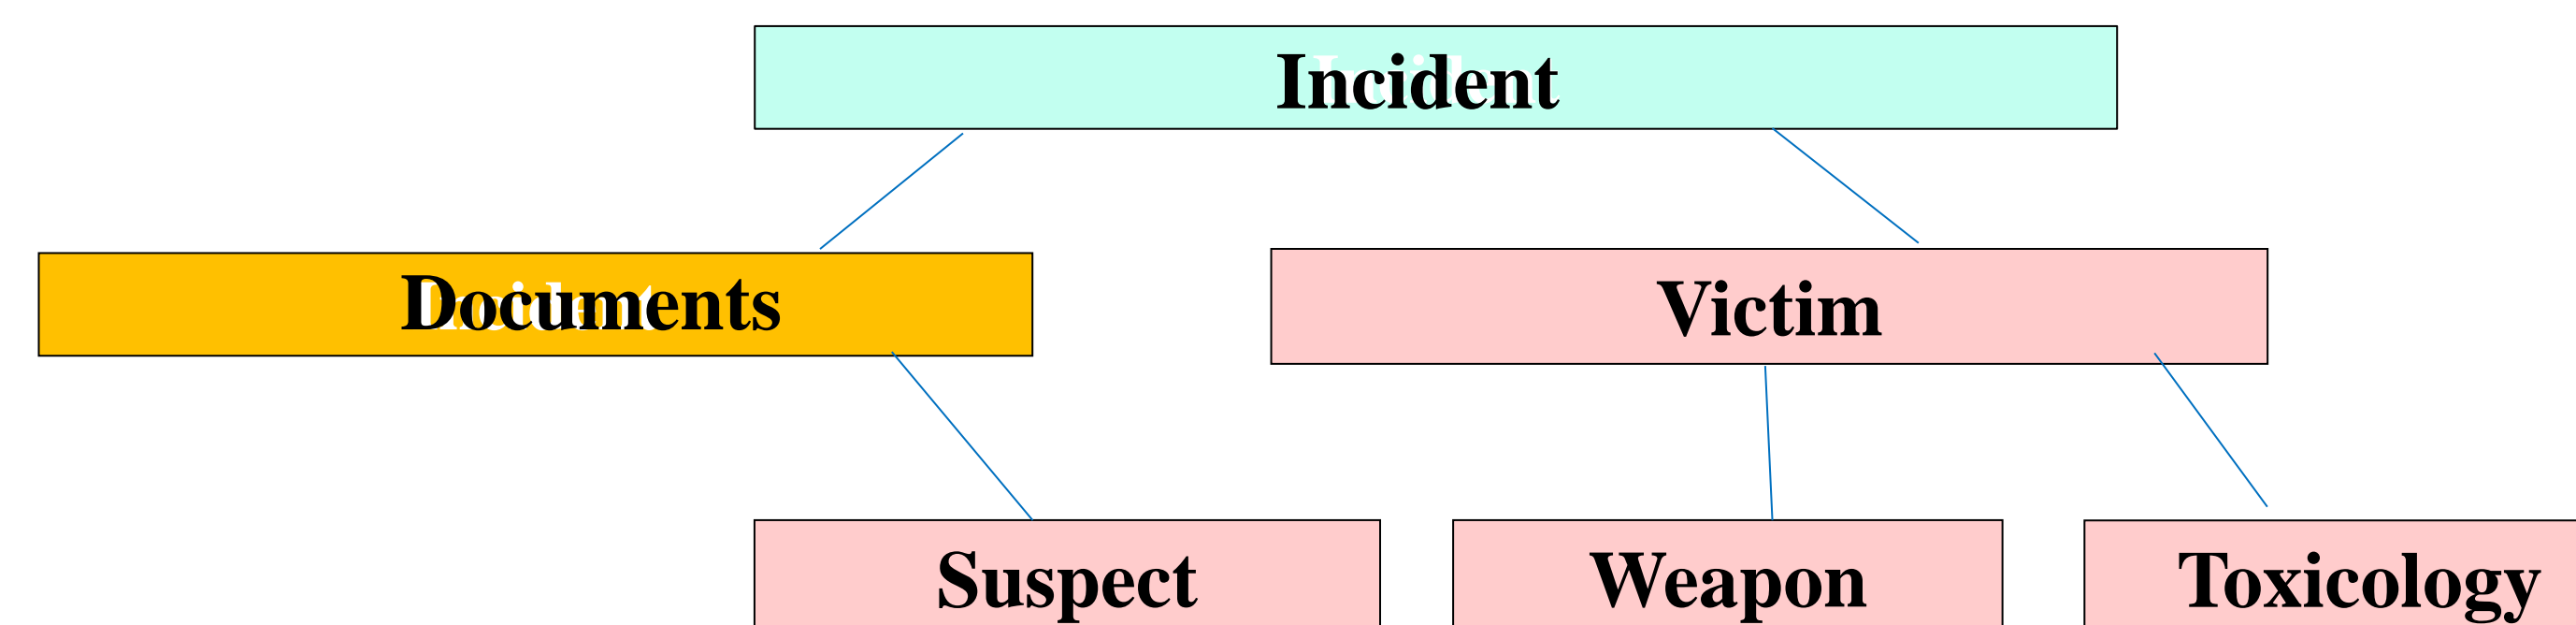 Incident
Documents
Victim
Suspect
Weapon
Toxicology